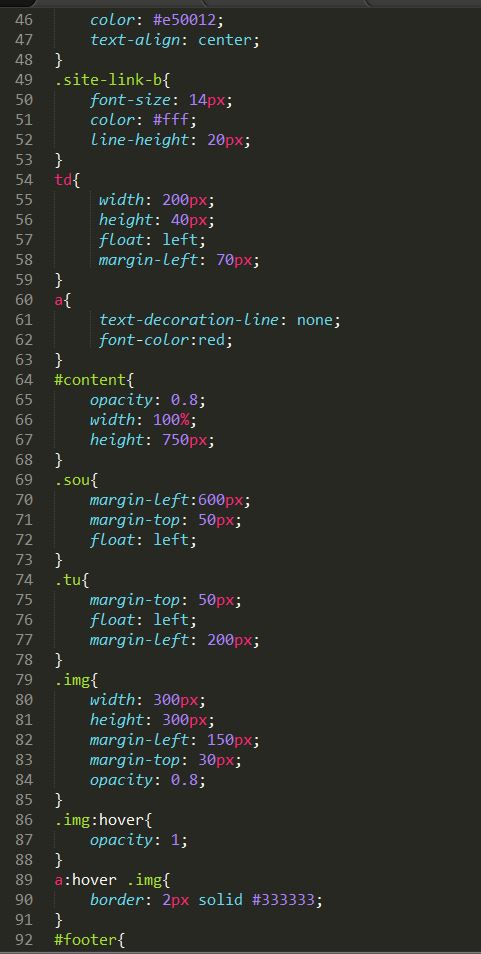 46 color: #e50012;
47 text-align: center;
48 }
49 .site-link-b{
50 font-size: 14px;
51 color: #fff;
52 line-height: 20px;
53 }
54 td{
55 width: 200px;
56 height: 40px;
57 float: left;
58 margin-left: 70px;
59 }
60 a{
61 text-decoration-line: none;
62 font-color:red;
63 }
64 #content{
65 opacity: 0.8;
66 width: 100%;
67 height: 750px;
68 }
69 .sou{
70 margin-left:600px;
71 margin-top: 50px;
72 float: left;
73 }
74 .tu{
75 margin-top: 50px;
76 float: left;
77 margin-left: 200px;
78 }
79 .img{
80 width: 300px;
81 height: 300px;
82 margin-left: 150px;
83 margin-top: 30px;
84 opacity: 0.8;
85 }
86 .img:hover{
87 opacity: 1;
88 }
89 a:hover .img{
90 border: 2px solid #333333;
91 }
92 #footer{